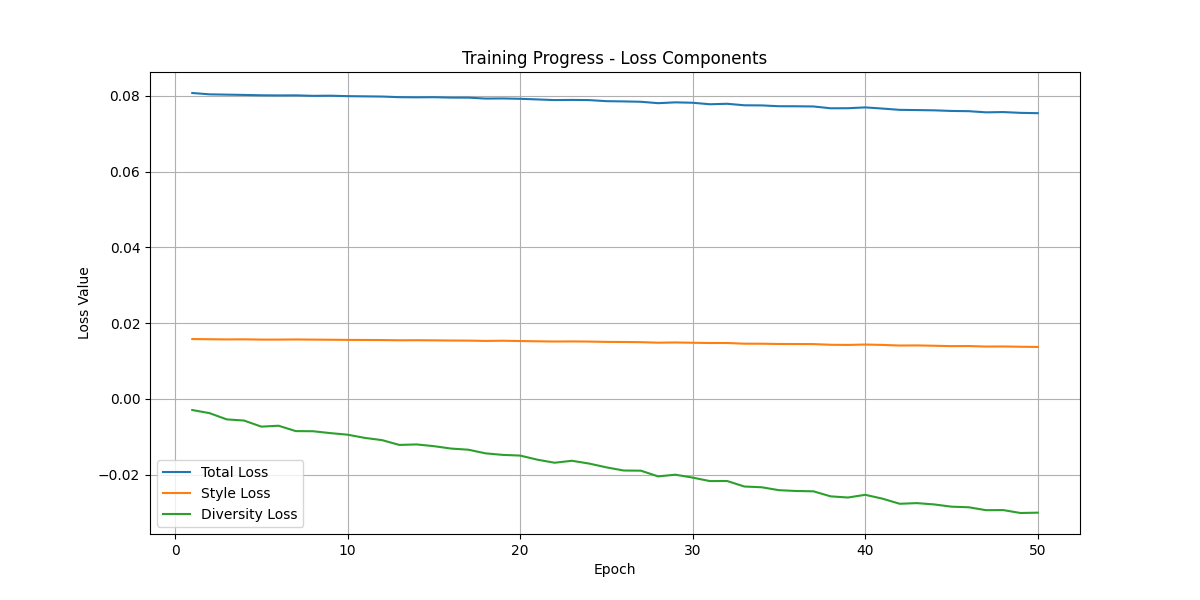 Training Progress - Loss Components
Loss Value
0.08
0.06
0.04
0.02
0.00
−0.02
Total Loss
Style Loss
Diversity Loss
0 10 20 30 40 50
Epoch